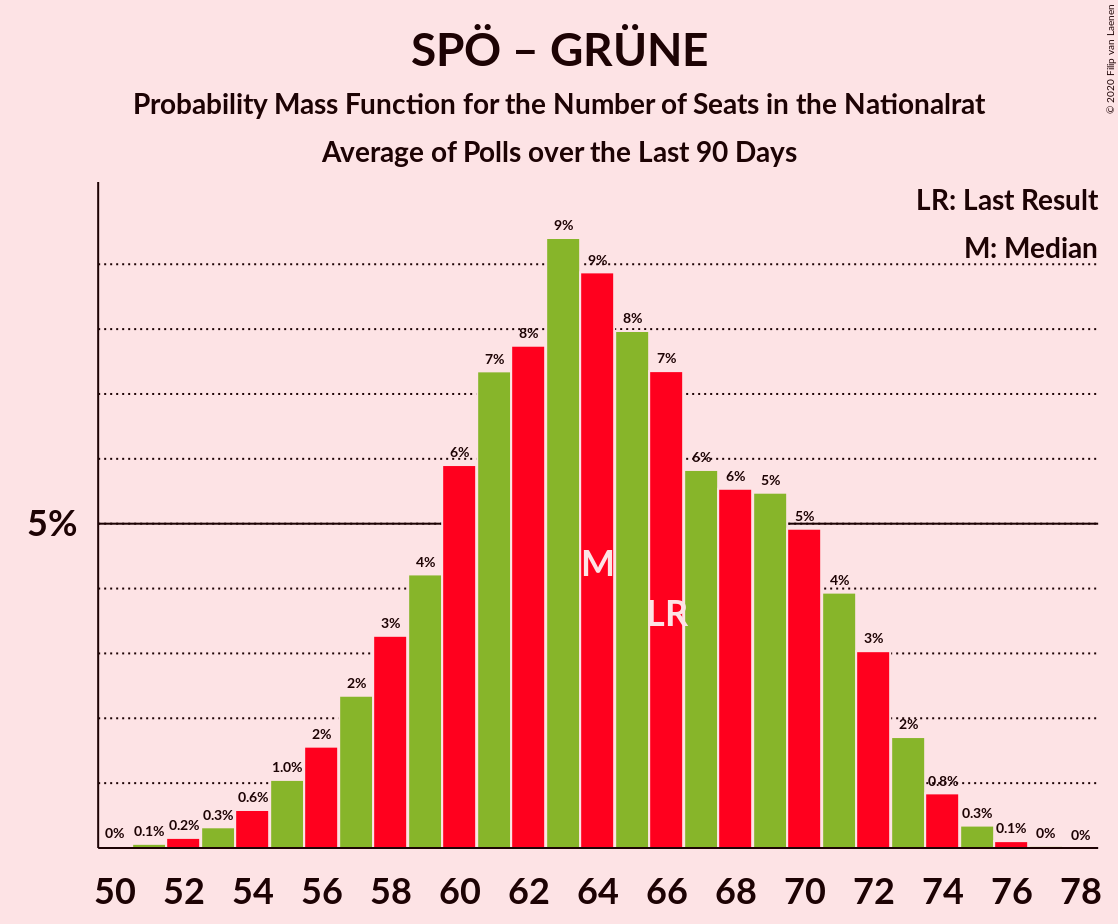 SPÖ – GRÜNE
Probability Mass Function for the Number of Seats in the Nationalrat
Average of Polls over the Last 90 Days
© 2020 Filip van Laenen
LR: Last Result
M: Median
5%
0% 0.1% 0.2% 0.3% 0.6% 1.0% 2% 2% 3% 4% 6% 7% 8% 9% 9% 8% 7% 6% 6% 5% 5% 4% 3% 2% 0.8% 0.3% 0.1% 0% 0%
M
LR
50 52 54 56 58 60 62 64 66 68 70 72 74 76 78